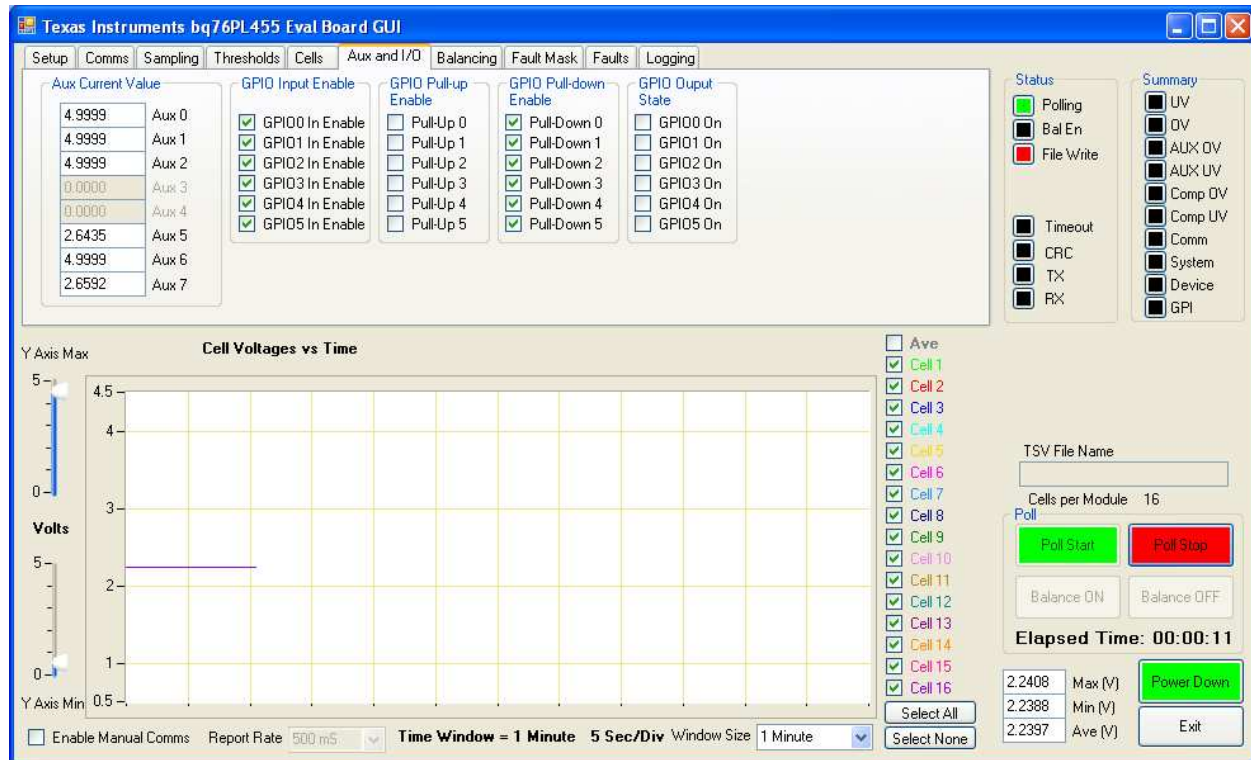 Texas Instruments bq76PL455 Eval Board GUI
Setup Comms Sampling Thresholds Cells Aux and I/O Balancing Fault Mask Faults Logging
Aux Current Value
4.9999 Aux 0
4.9999 Aux 1
4.9999 Aux 2
0.0000 Aux 3
0.0000 Aux 4
2.6435 Aux 5
4.9999 Aux 6
2.6592 Aux 7
GPIO Input Enable
GPIO0 In Enable
GPIO1 In Enable
GPIO2 In Enable
GPIO3 In Enable
GPIO4 In Enable
GPIO5 In Enable
GPIO Pull-up
Enable
Pull-Up 0
Pull-Up 1
Pull-Up 2
Pull-Up 3
Pull-Up 4
Pull-Up 5
GPIO Pull-down
Enable
Pull-Down 0
Pull-Down 1
Pull-Down 2
Pull-Down 3
Pull-Down 4
Pull-Down 5
GPIO Ouput
State
GPIO0 On
GPIO1 On
GPIO2 On
GPIO3 On
GPIO4 On
GPIO5 On
Status
Polling
Bal En
File Write
Timeout
CRC
TX
RX
Summary
UV
OV
AUX OV
AUX UV
Comp OV
Comp UV
Comm
System
Device
GPI
Y Axis Max
5
0
Volts
5
0
Y Axis Min
Cell Voltages vs Time
4.5
4
3
2
1
0.5
Ave
Cell 1
Cell 2
Cell 3
Cell 4
Cell 5
Cell 6
Cell 7
Cell 8
Cell 9
Cell 10
Cell 11
Cell 12
Cell 13
Cell 14
Cell 15
Cell 16
Select All
Select None
TSV File Name
Cells per Module 16
Poll
Poll Start Poll Stop
Balance ON Balance OFF
Elapsed Time: 00:00:11
2.2408 Max (V)
2.2388 Min (V)
2.2397 Ave (V)
Power Down
Exit
Enable Manual Comms Report Rate 500 mS Time Window = 1 Minute 5 Sec/Div Window Size 1 Minute